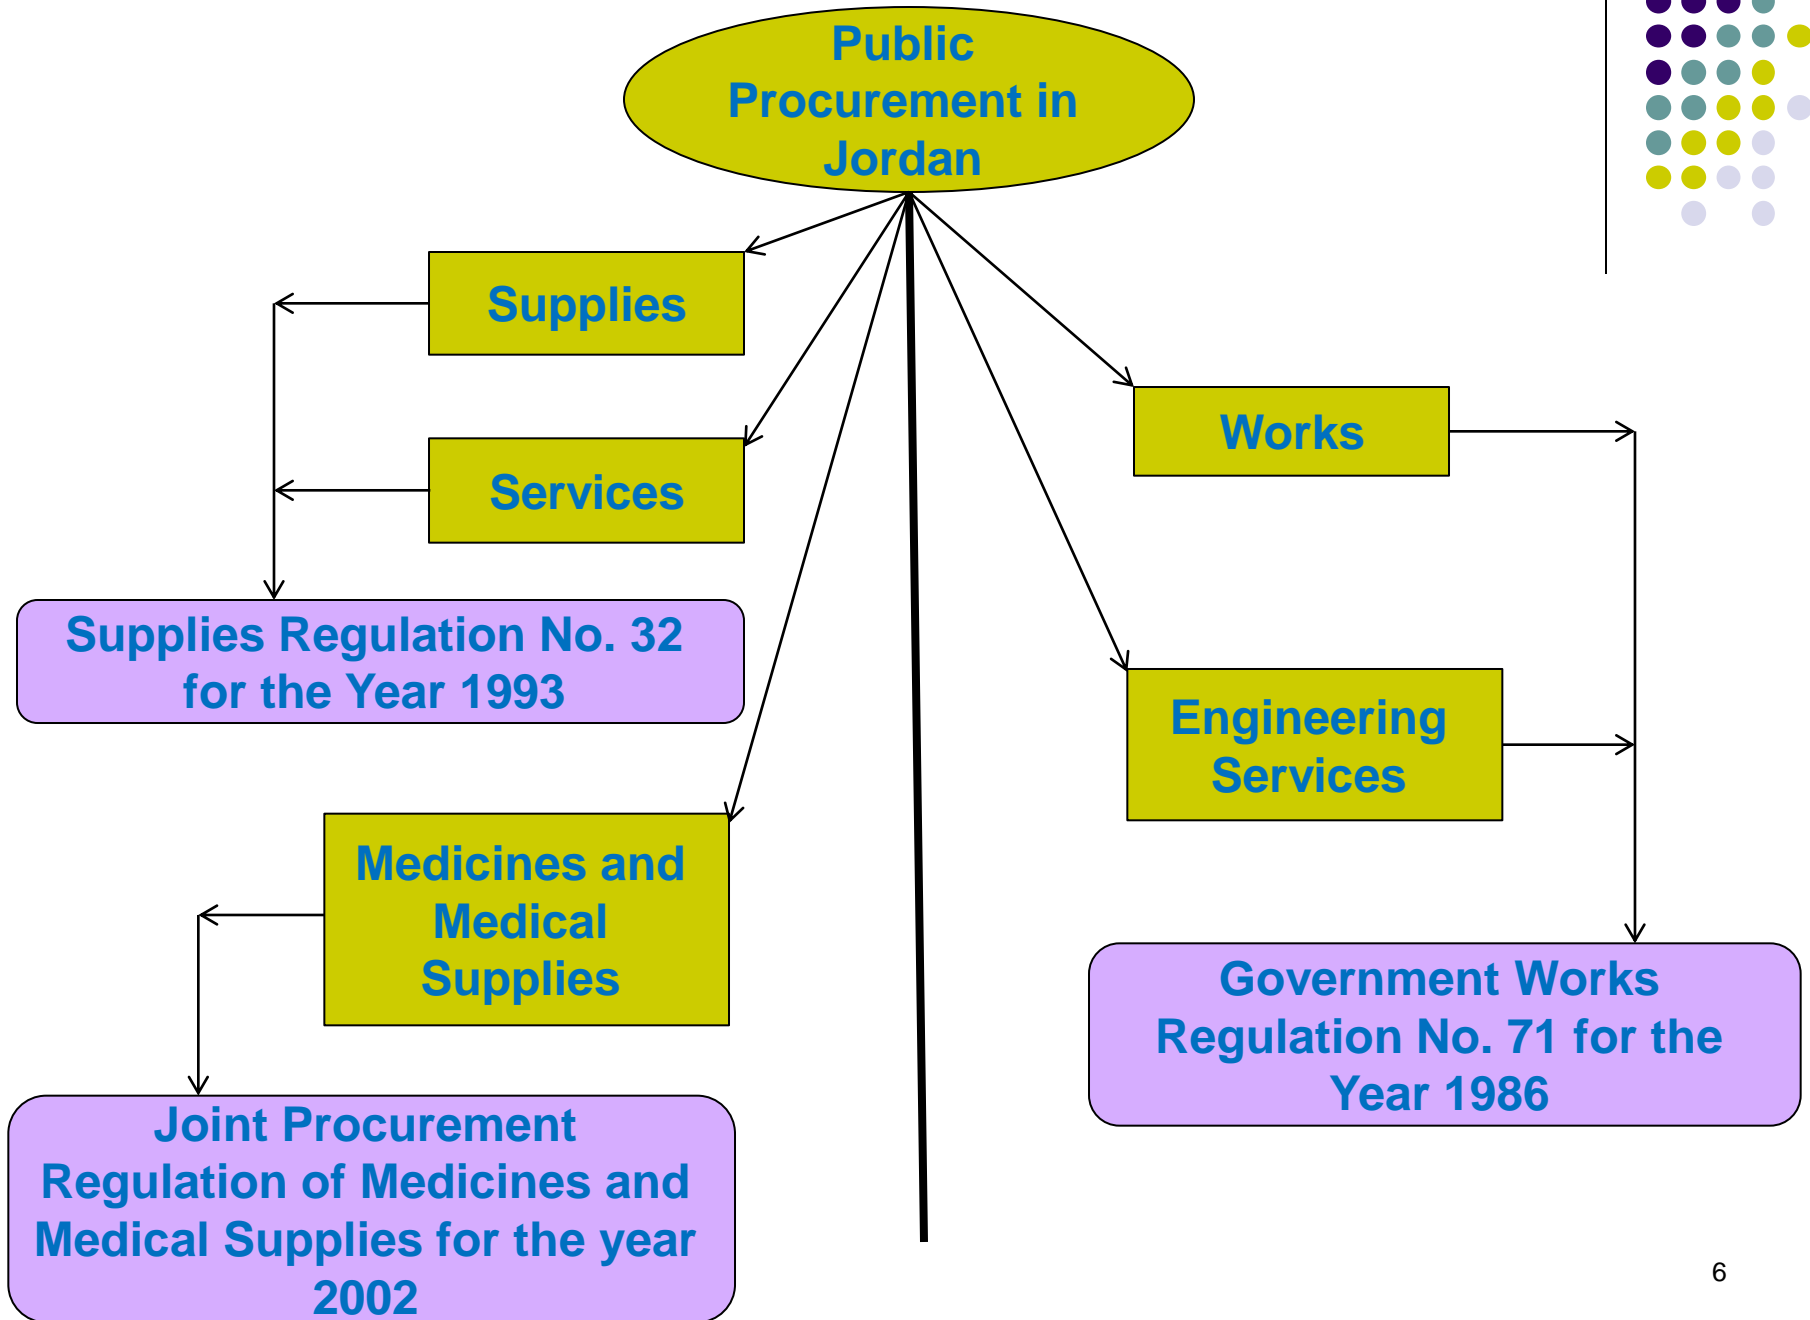 Public
Procurement in
Jordan
Supplies
Services
Supplies Regulation No. 32
for the Year 1993
Medicines and
Medical
Supplies
Joint Procurement
Regulation of Medicines and
Medical Supplies for the year
2002
Works
Engineering
Services
Government Works
Regulation No. 71 for the
Year 1986
6